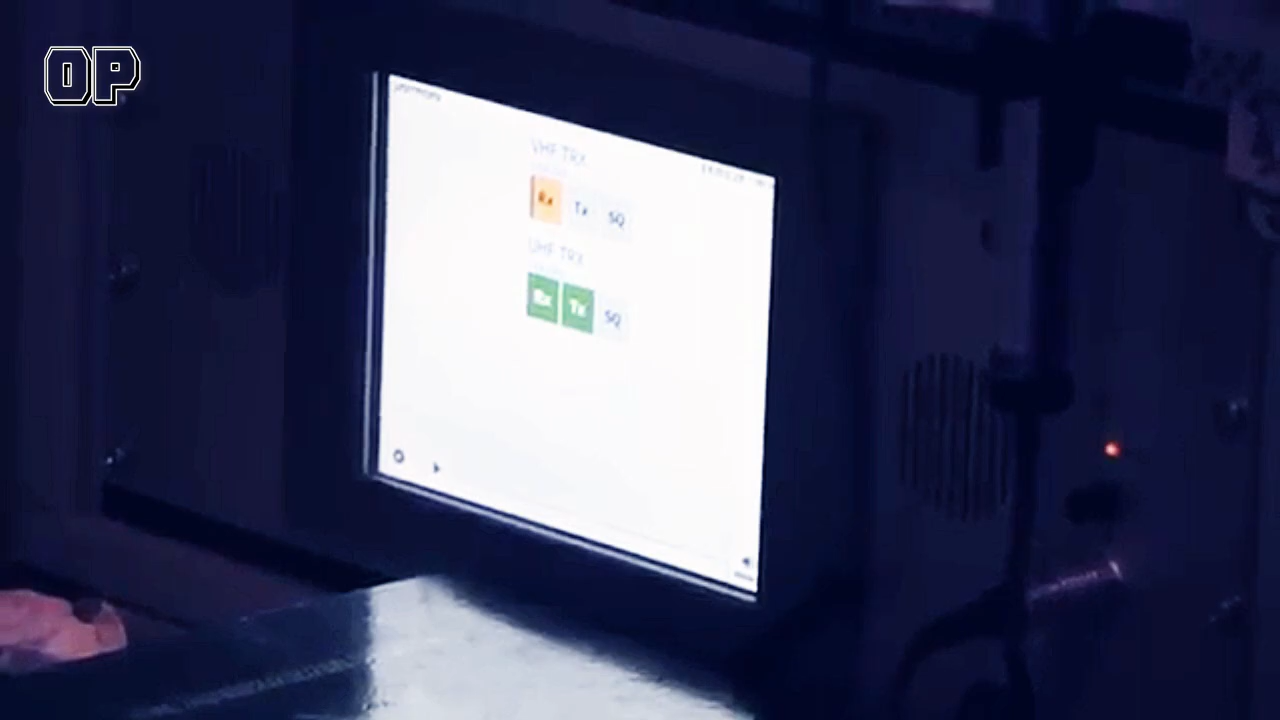 OP
VHF TRX
Rx Tx SQ
UHF TRX
Rx Tx SQ